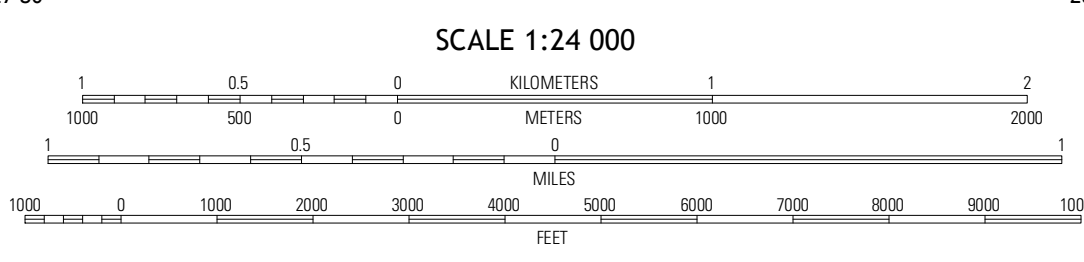 SCALE 1:24 000
1 0.5 0 KILOMETERS 1 2
1000 500 0 METERS 1000 2000
1 0.5 0 1
MILES
1000 0 1000 2000 3000 4000 5000 6000 7000 8000 9000 100
FEET